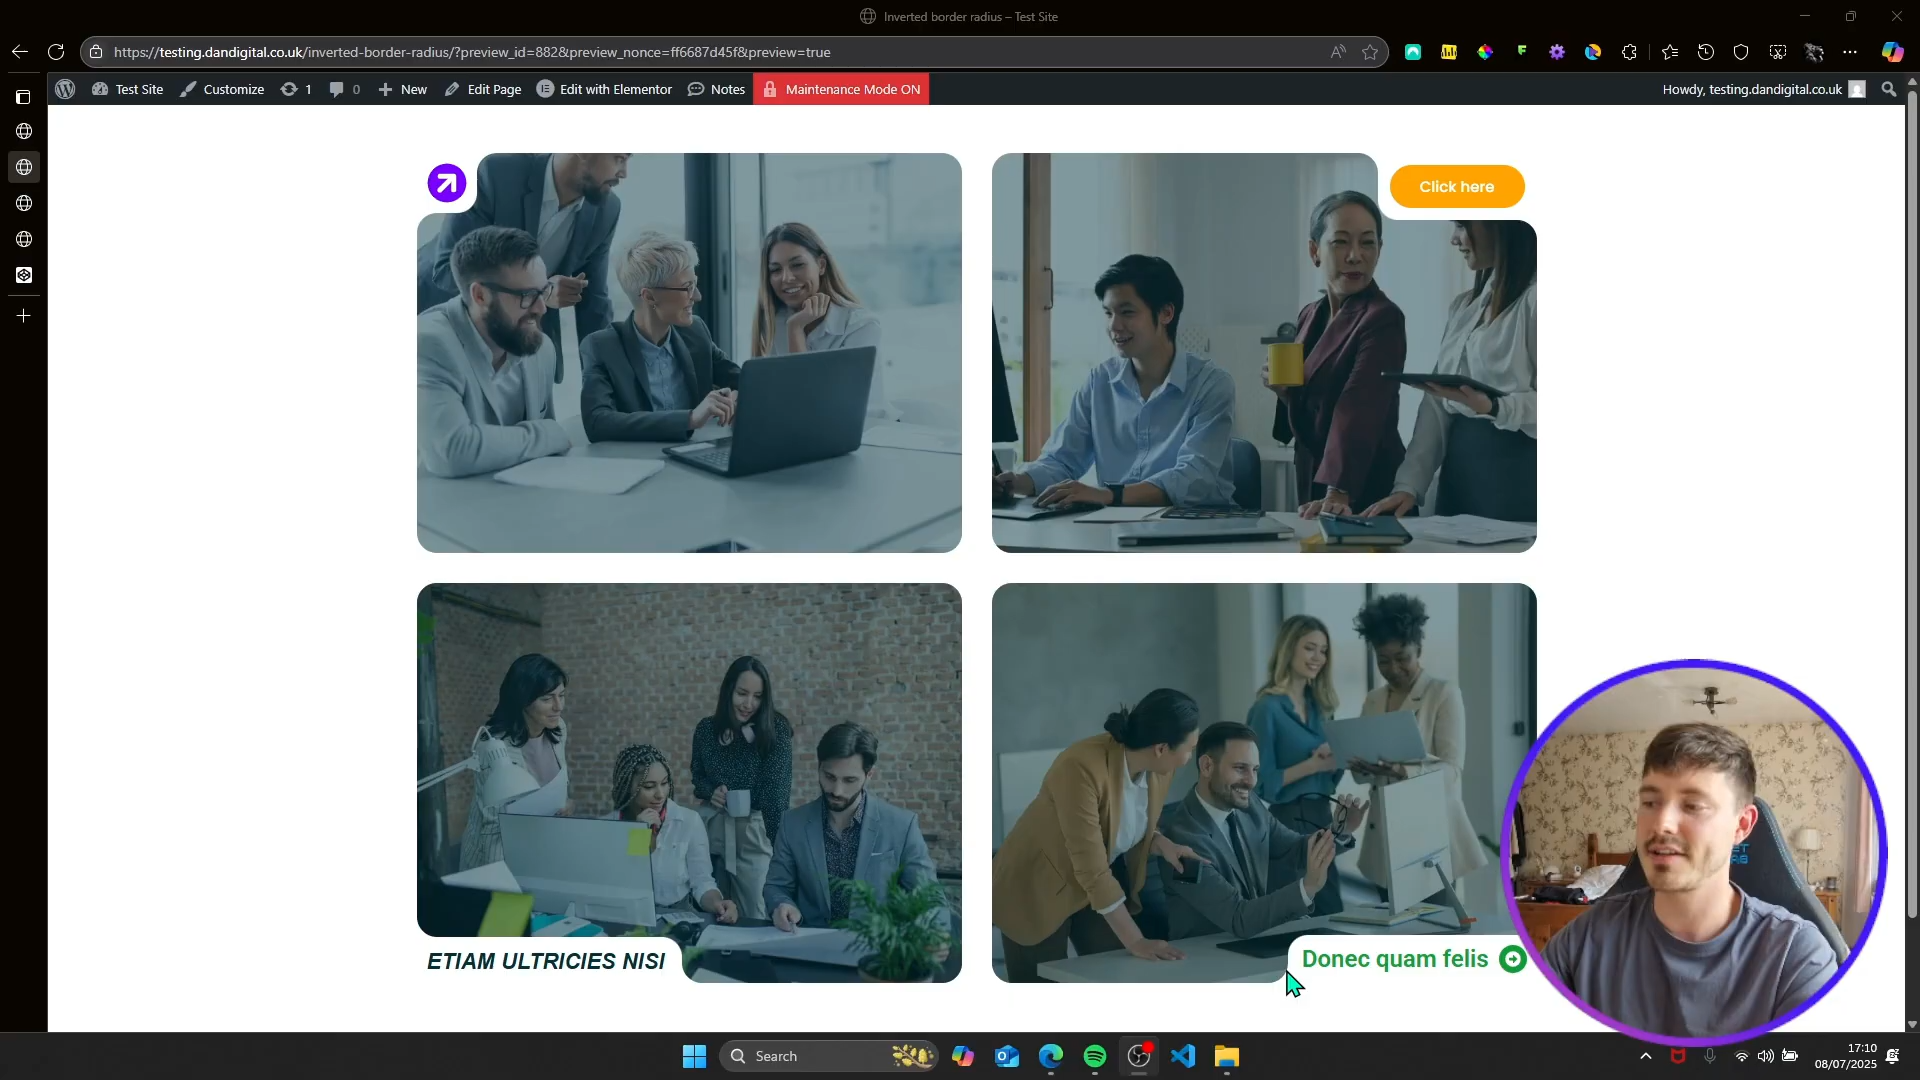 Inverted border radius – Test Site
https://testing.dandigital.co.uk/inverted-border-radius/?preview_id=882&preview_nonce=ff6687d45f&preview=true
Test Site Customize 1 0 New Edit Page Edit with Elementor Notes Maintenance Mode ON Howdy, testing.dandigital.co.uk
Click here
ETIAM ULTRICIES NISI
Donec quam felis
Search
17:10
08/07/2025